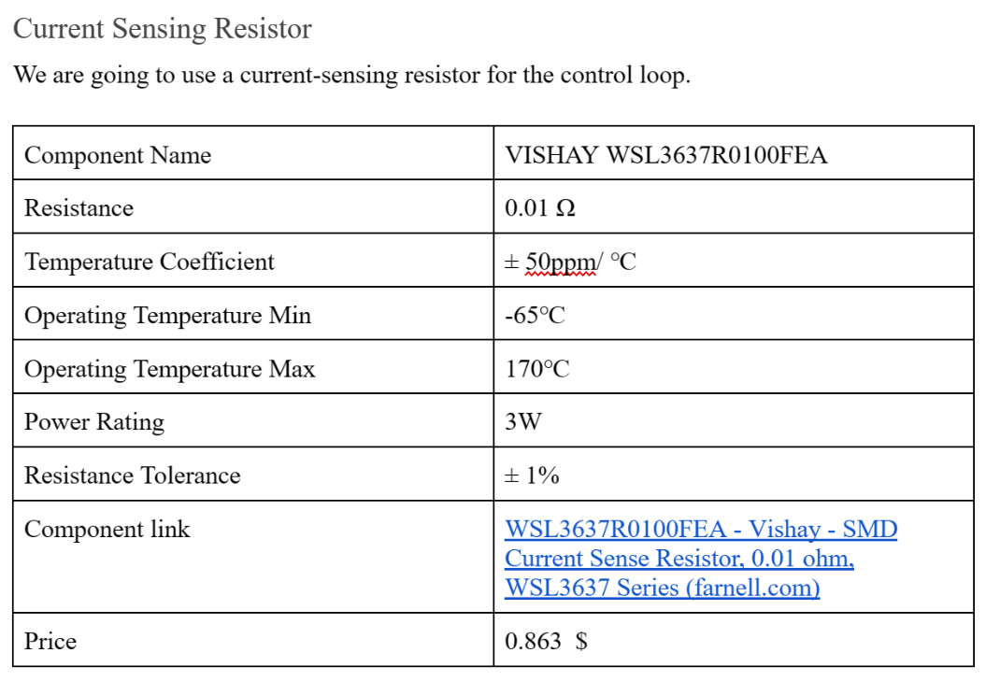 Current Sensing Resistor
We are going to use a current-sensing resistor for the control loop.
Component Name VISHAY WSL3637R0100FEA
Resistance 0.01 Ω
Temperature Coefficient ± 50ppm/ °C
Operating Temperature Min -65°C
Operating Temperature Max 170°C
Power Rating 3W
Resistance Tolerance ± 1%
Component link WSL3637R0100FEA - Vishay - SMD
Current Sense Resistor, 0.01 ohm,
WSL3637 Series (farnell.com)
Price 0.863 $